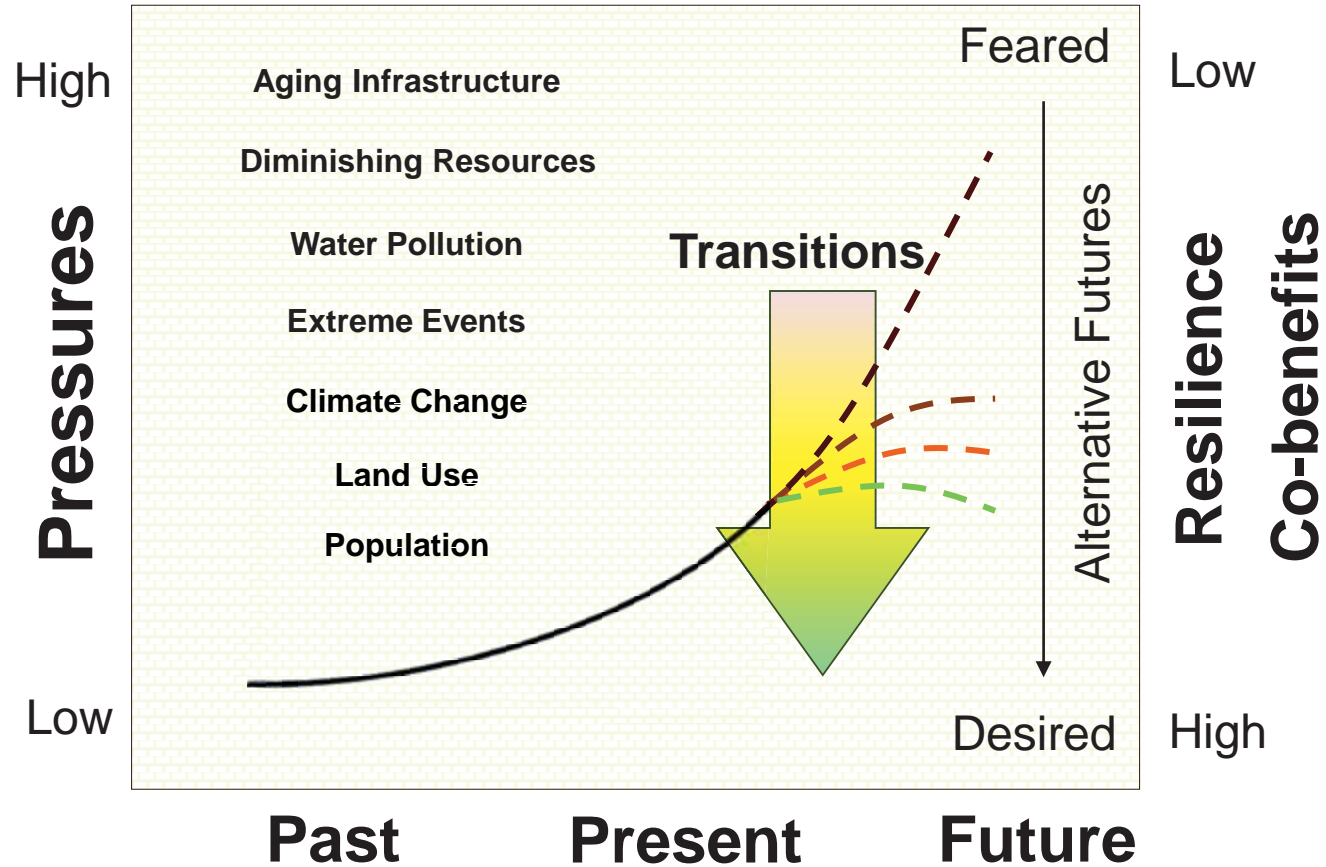 Feared
High
Low
Aging Infrastructure
Diminishing Resources
Water Pollution
Transitions
Extreme Events
Climate Change
Land Use
Population
Pressures
Alternative Futures
Resilience
Co-benefits
Low
Desired
High
Past
Present
Future